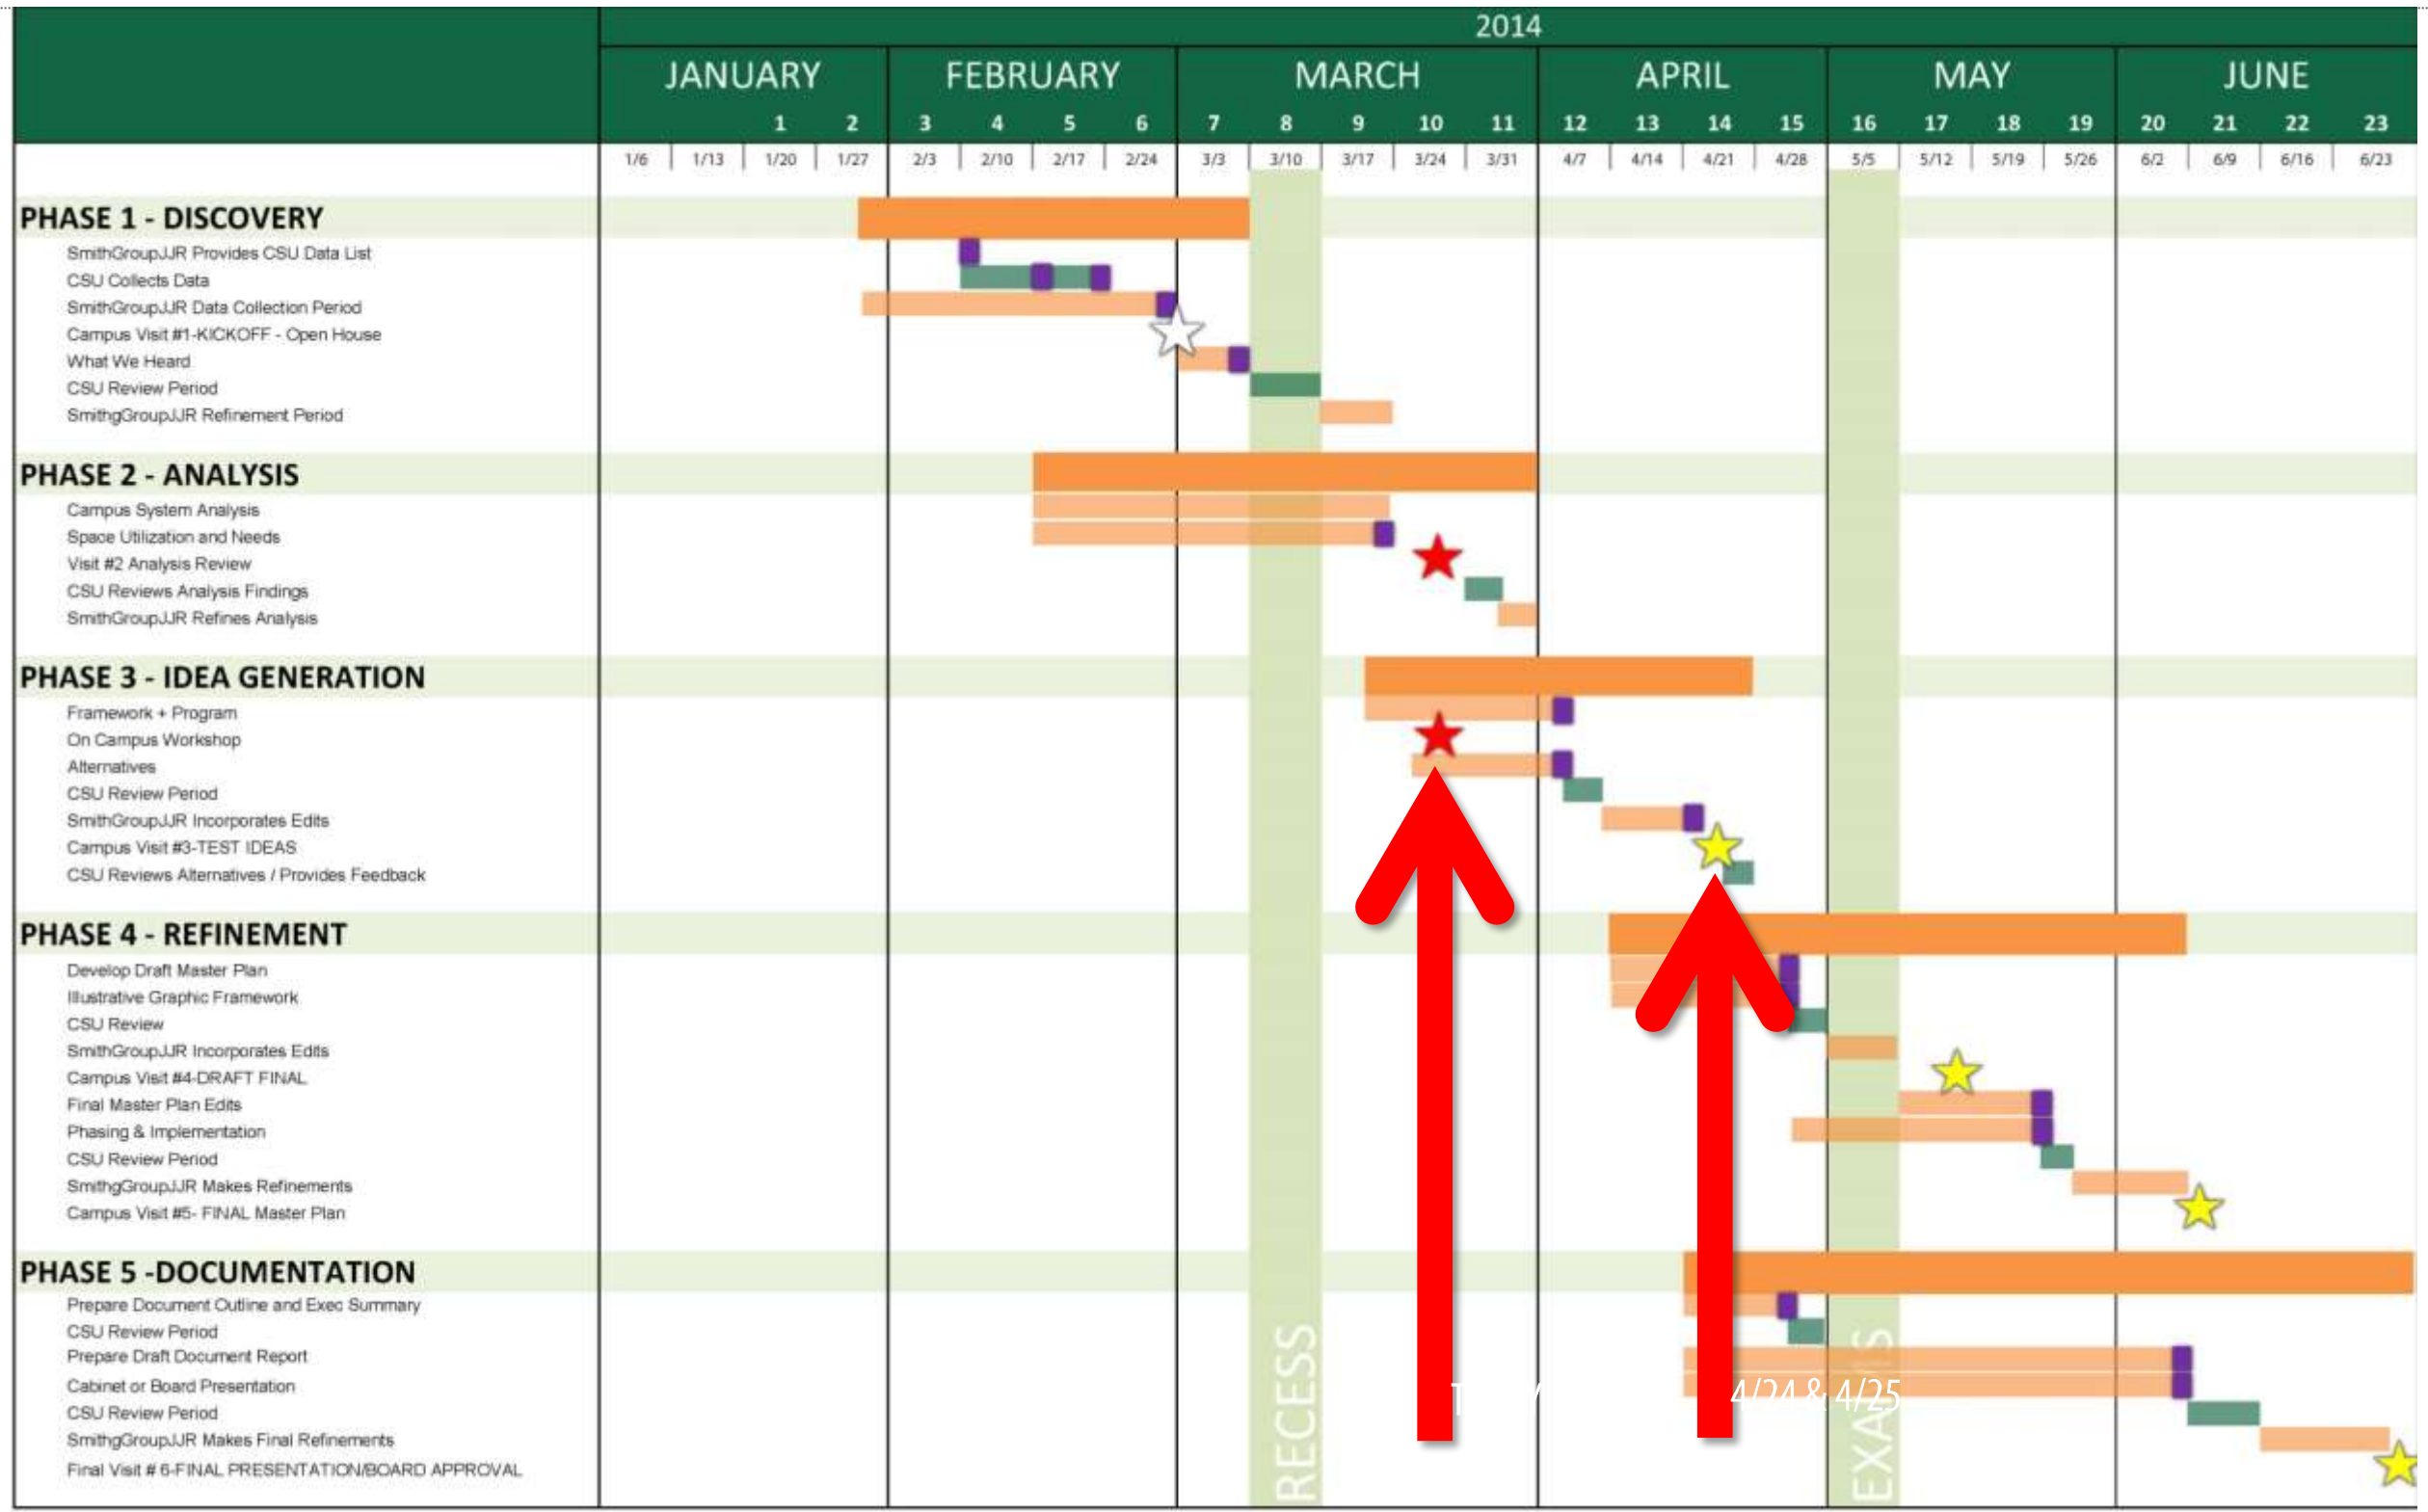 2014
JANUARY FEBRUARY MARCH APRIL MAY JUNE
1 2 3 4 5 6 7 8 9 10 11 12 13 14 15 16 17 18 19 20 21 22 23
1/6 1/13 1/20 1/27 2/3 2/10 2/17 2/24 3/3 3/10 3/17 3/24 3/31 4/7 4/14 4/21 4/28 5/5 5/12 5/19 5/26 6/2 6/9 6/16 6/23
PHASE 1 - DISCOVERY
SmithGroupJJR Provides CSU Data List
CSU Collects Data
SmithGroupJJR Data Collection Period
Campus Visit #1-KICKOFF - Open House
What We Heard
CSU Review Period
SmithgGroupJJR Refinement Period
PHASE 2 - ANALYSIS
Campus System Analysis
Space Utilization and Needs
Visit #2 Analysis Review
CSU Reviews Analysis Findings
SmithGroupJJR Refines Analysis
PHASE 3 - IDEA GENERATION
Framework + Program
On Campus Workshop
Alternatives
CSU Review Period
SmithGroupJJR Incorporates Edits
Campus Visit #3-TEST IDEAS
CSU Reviews Alternatives / Provides Feedback
PHASE 4 - REFINEMENT
Develop Draft Master Plan
Illustrative Graphic Framework
CSU Review
SmithGroupJJR Incorporates Edits
Campus Visit #4-DRAFT FINAL
Final Master Plan Edits
Phasing & Implementation
CSU Review Period
SmithgGroupJJR Makes Refinements
Campus Visit #5- FINAL Master Plan
PHASE 5 -DOCUMENTATION
Prepare Document Outline and Exec Summary
CSU Review Period
Prepare Draft Document Report
Cabinet or Board Presentation
CSU Review Period
SmithgGroupJJR Makes Final Refinements
Final Visit # 6-FINAL PRESENTATION/BOARD APPROVAL
RECESS
EXAMS
4/24 & 4/25